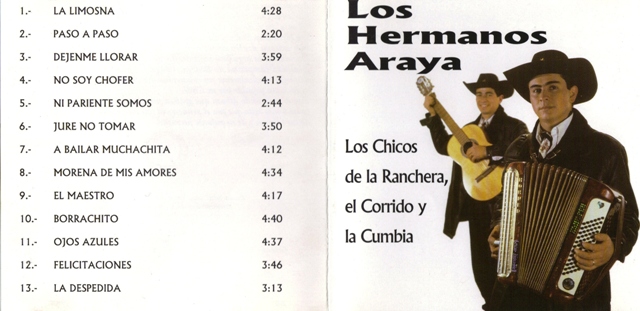 1.- LA LIMOSNA 4:28
2.- PASO A PASO 2:20
3.- DEJENME LLORAR 3:59
4.- NO SOY CHOFER 4:13
5.- NI PARIENTE SOMOS 2:44
6.- JURE NO TOMAR 3:50
7.- A BAILAR MUCHACHITA 4:12
8.- MORENA DE MIS AMORES 4:34
9.- EL MAESTRO 4:17
10.- BORRACHITO 4:40
11.- OJOS AZULES 4:37
12.- FELICITACIONES 3:46
13.- LA DESPEDIDA 3:13
Los
Hermanos
Araya
Los Chicos
de la Ranchera,
el Corrido y
la Cumbia